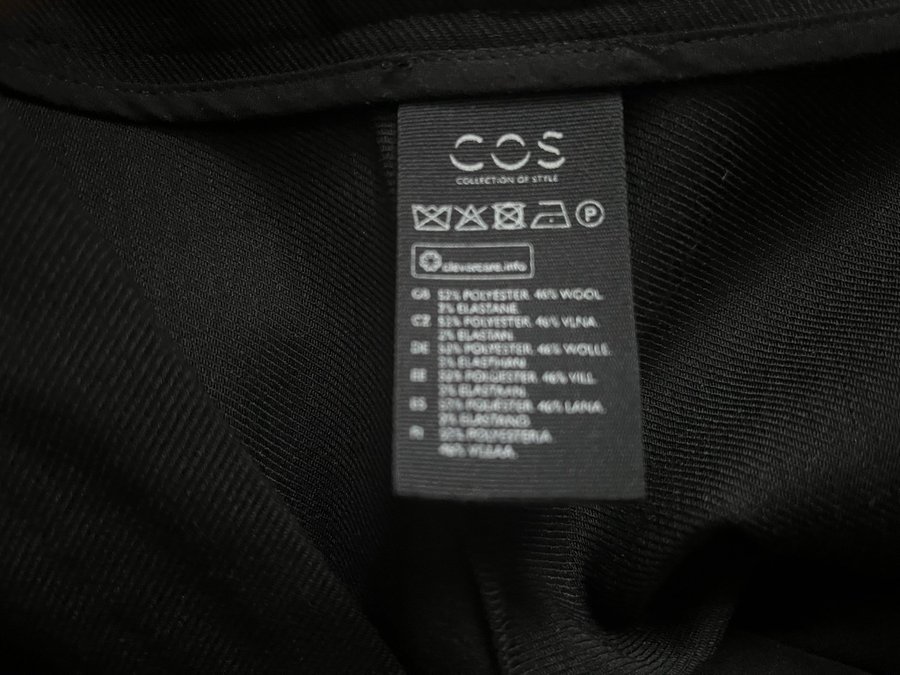 COS
COLLECTION OF STYLE
P
clevercare.info
GB 52% POLYESTER. 46% WOOL.
2% ELASTANE.
CZ 52% POLYESTER. 46% VLNA.
2% ELASTAN.
DE 52% POLYESTER. 46% WOLLE.
2% ELASTHAN.
EE 52% POLÜESTER. 46% VILL.
2% ELASTAAN.
ES 52% POLIÉSTER. 46% LANA.
2% ELASTANO.
FI 52% POLYESTERIA.
46% VILLAA.